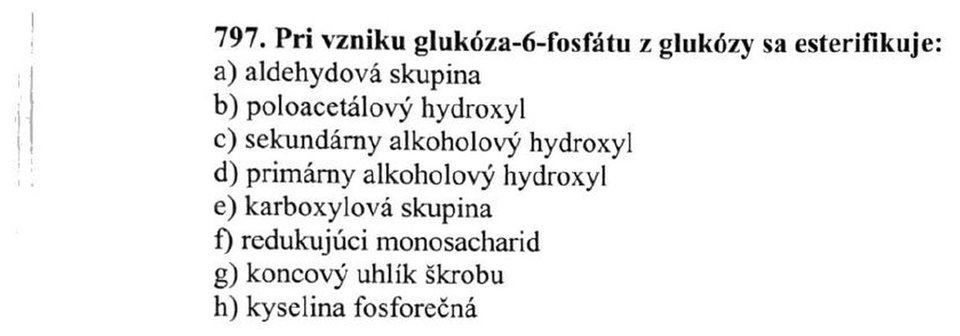 797. Pri vzniku glukóza-6-fosfátu z glukózy sa esterifikuje:
a) aldehydová skupina
b) poloacetálový hydroxyl
c) sekundárny alkoholový hydroxyl
d) primárny alkoholový hydroxyl
e) karboxylová skupina
f) redukujúci monosacharid
g) koncový uhlík škrobu
h) kyselina fosforečná